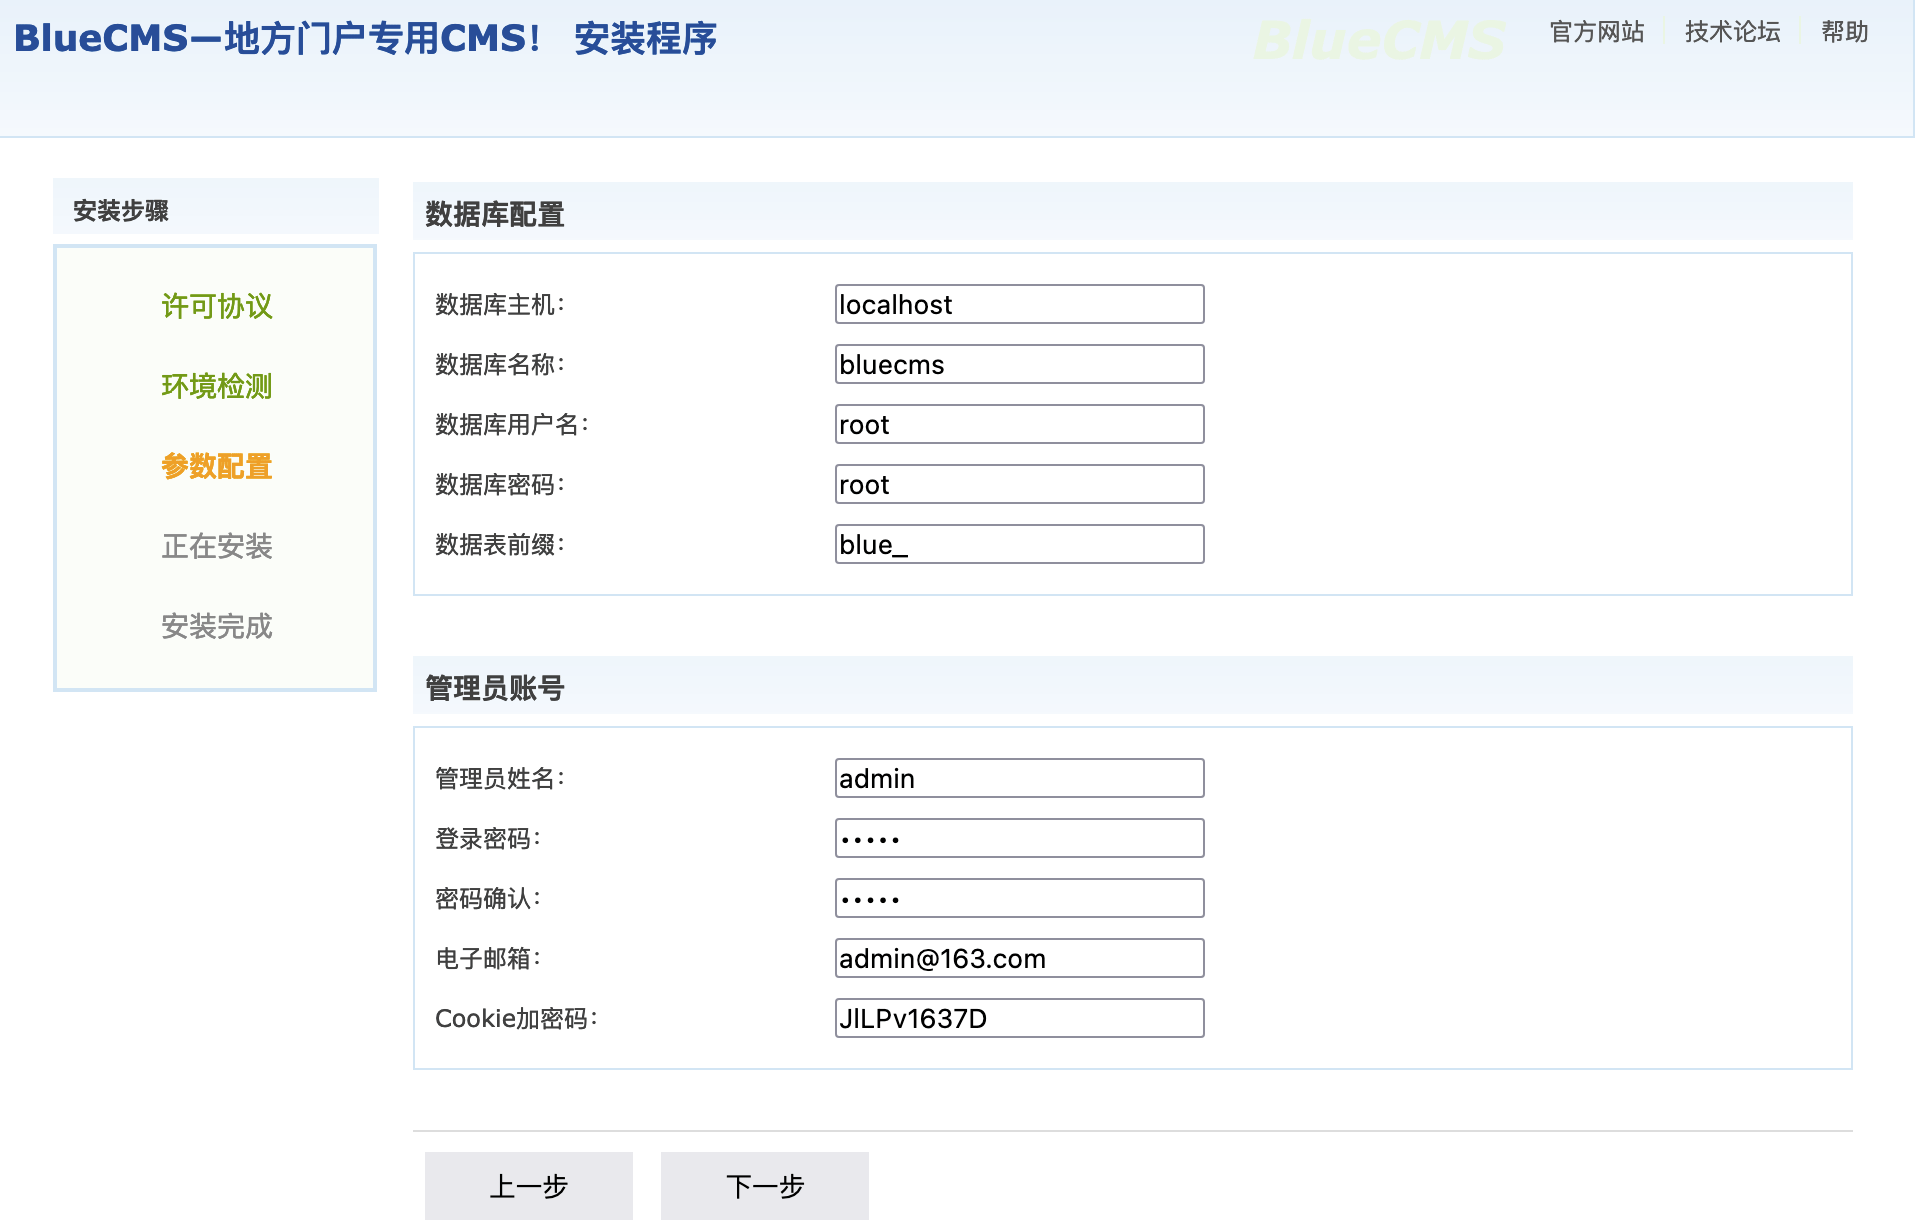 BlueCMS—地方门户专用CMS! 安装程序
BlueCMS
官方网站 技术论坛 帮助
安装步骤
许可协议
环境检测
参数配置
正在安装
安装完成
数据库配置
数据库主机: localhost
数据库名称: bluecms
数据库用户名: root
数据库密码: root
数据表前缀: blue_
管理员账号
管理员姓名: admin
登录密码: •••••
密码确认: •••••
电子邮箱: admin@163.com
Cookie加密码: JlLPv1637D
上一步 下一步